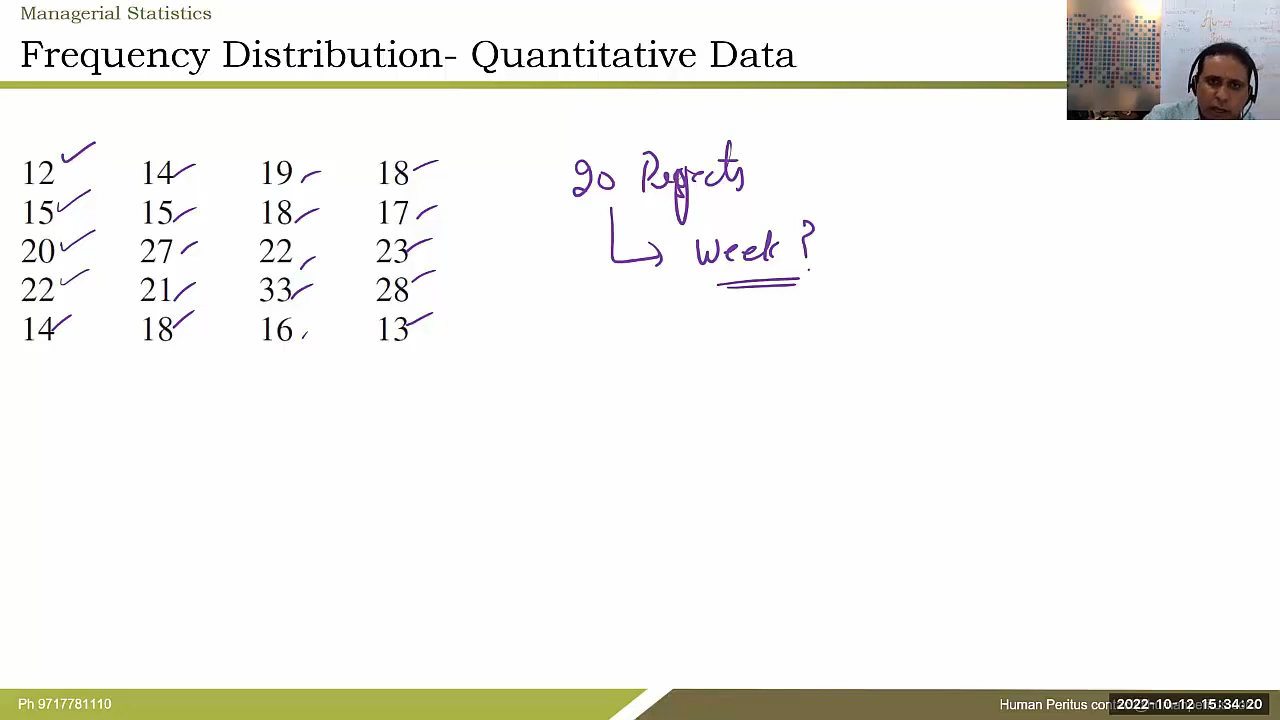 Managerial Statistics
Frequency Distribution- Quantitative Data
12 14 19 18
15 15 18 17
20 27 22 23
22 21 33 28
14 18 16 13
20 Rejects
Week ?
Ph 9717781110
Human Peritus
2022-10-12 15:34:20